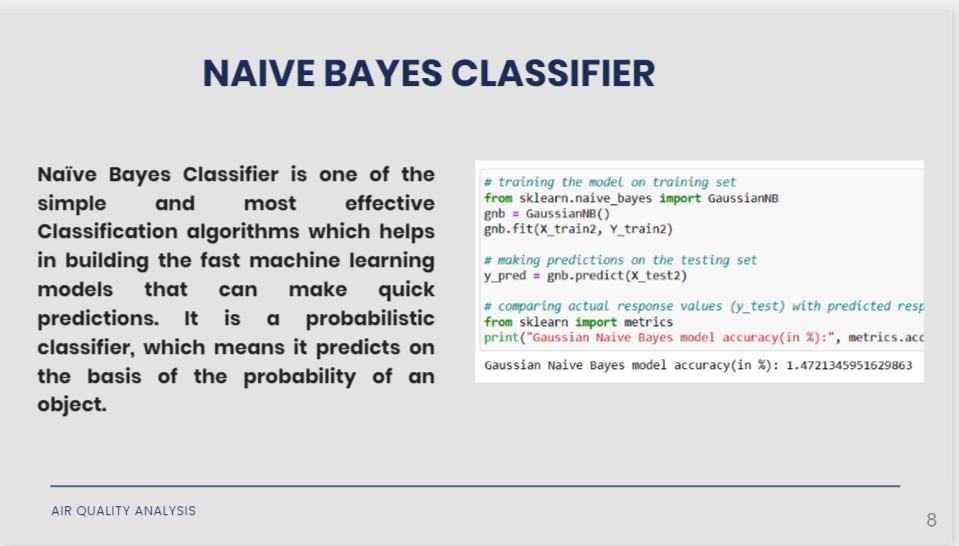 NAIVE BAYES CLASSIFIER
Naïve Bayes Classifier is one of the
simple and most effective
Classification algorithms which helps
in building the fast machine learning
models that can make quick
predictions. It is a probabilistic
classifier, which means it predicts on
the basis of the probability of an
object.
# training the model on training set
from sklearn.naive_bayes import GaussianNB
gnb = GaussianNB()
gnb.fit(X_train2, Y_train2)
# making predictions on the testing set
y_pred = gnb.predict(X_test2)
# comparing actual response values (y_test) with predicted resp
from sklearn import metrics
print("Gaussian Naive Bayes model accuracy(in %):", metrics.acc
Gaussian Naive Bayes model accuracy(in %): 1.4721345951629863
AIR QUALITY ANALYSIS
8